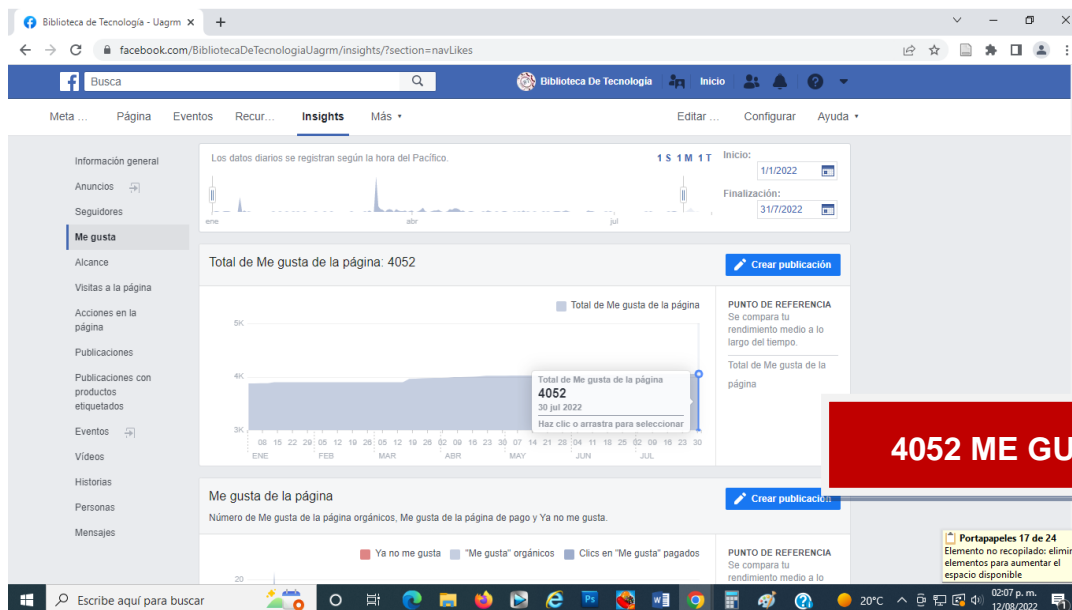 Biblioteca de Tecnología - Uagrm
facebook.com/BibliotecaDeTecnologiaUagrm/insights/?section=navLikes
Busca
Biblioteca De Tecnología
Inicio
Meta ... Página Eventos Recur... Insights Más
Editar ... Configurar Ayuda
Información general
Anuncios
Seguidores
Me gusta
Alcance
Visitas a la página
Acciones en la
página
Publicaciones
Publicaciones con
productos
etiquetados
Eventos
Vídeos
Historias
Personas
Mensajes
Los datos diarios se registran según la hora del Pacífico.
1 S 1 M 1 T
Inicio:
1/1/2022
Finalización:
31/7/2022
ene abr jul
Total de Me gusta de la página: 4052
Crear publicación
Total de Me gusta de la página
5K
4K
3K
Total de Me gusta de la página
4052
30 jul 2022
Haz clic o arrastra para seleccionar
08 15 22 29 05 12 19 26 05 12 19 26 02 09 16 23 30 07 14 21 28 04 11 18 25 02 09 16 23 30
ENE FEB MAR ABR MAY JUN JUL
PUNTO DE REFERENCIA
Se compara tu
rendimiento medio a lo
largo del tiempo.
Total de Me gusta de la
página
4052 ME GU
Me gusta de la página
Número de Me gusta de la página orgánicos, Me gusta de la página de pago y Ya no me gusta.
Crear publicación
Ya no me gusta "Me gusta" orgánicos Clics en "Me gusta" pagados
20
PUNTO DE REFERENCIA
Se compara tu
rendimiento medio a lo
Portapapeles 17 de 24
Elemento no recopilado: elimin
elementos para aumentar el
espacio disponible
Escribe aquí para buscar
20°C
02:07 p. m.
12/08/2022